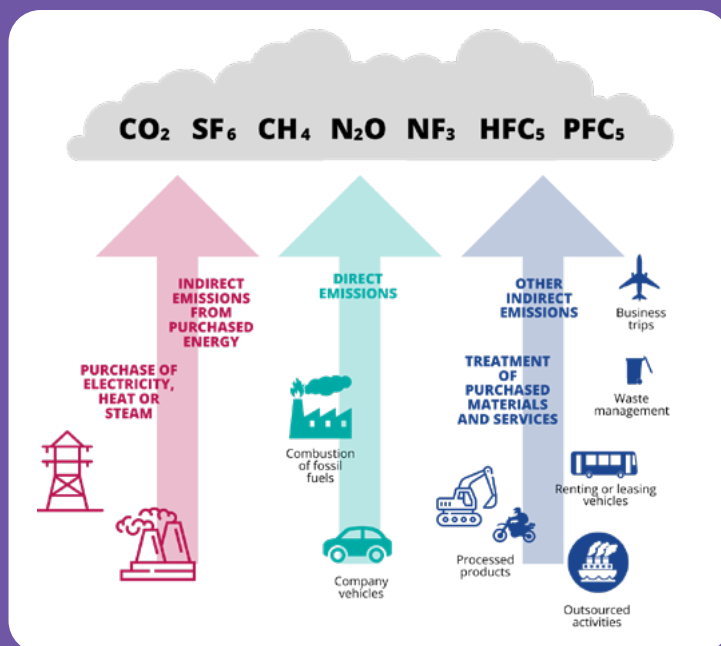 CO₂ SF₆ CH₄ N₂O NF₃ HFC₅ PFC₅
INDIRECT
EMISSIONS
FROM
PURCHASED
ENERGY
PURCHASE OF
ELECTRICITY,
HEAT OR
STEAM
DIRECT
EMISSIONS
Combustion
of fossil
fuels
Company
vehicles
OTHER
INDIRECT
EMISSIONS
TREATMENT
OF
PURCHASED
MATERIALS
AND SERVICES
Processed
products
Business
trips
Waste
management
Renting or leasing
vehicles
Outsourced
activities